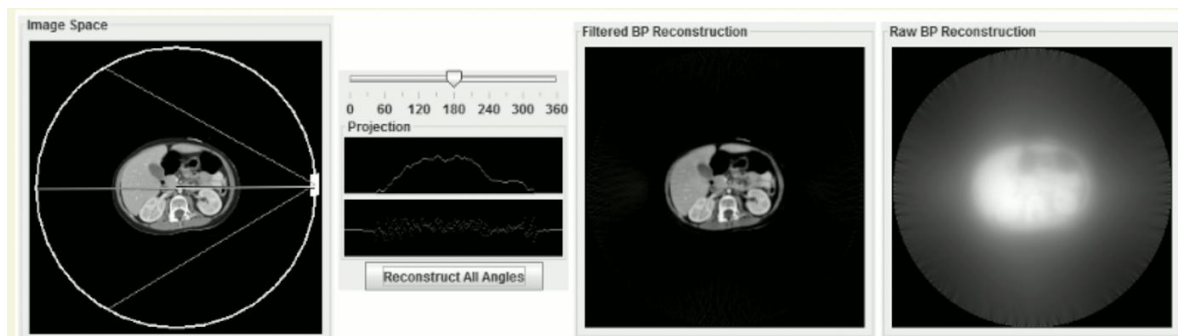 Image Space
0 60 120 180 240 300 360
Projection
Reconstruct All Angles
Filtered BP Reconstruction
Raw BP Reconstruction